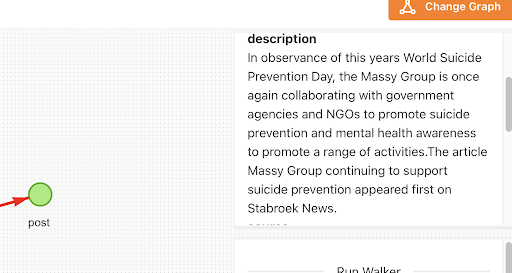 Change Graph
description
In observance of this years World Suicide
Prevention Day, the Massy Group is once
again collaborating with government
agencies and NGOs to promote suicide
prevention and mental health awareness
to promote a range of activities.The article
Massy Group continuing to support
suicide prevention appeared first on
Stabroek News.
post
Run Walker